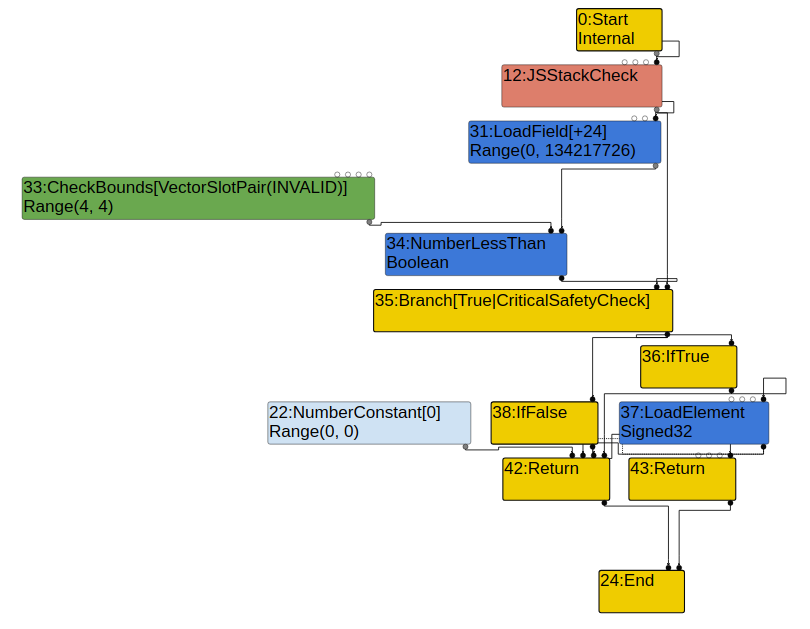 0:Start
Internal
12:JSStackCheck
31:LoadField[+24]
Range(0, 134217726)
33:CheckBounds[VectorSlotPair(INVALID)]
Range(4, 4)
34:NumberLessThan
Boolean
35:Branch[True|CriticalSafetyCheck]
36:IfTrue
22:NumberConstant[0]
Range(0, 0)
38:IfFalse
37:LoadElement
Signed32
42:Return
43:Return
24:End